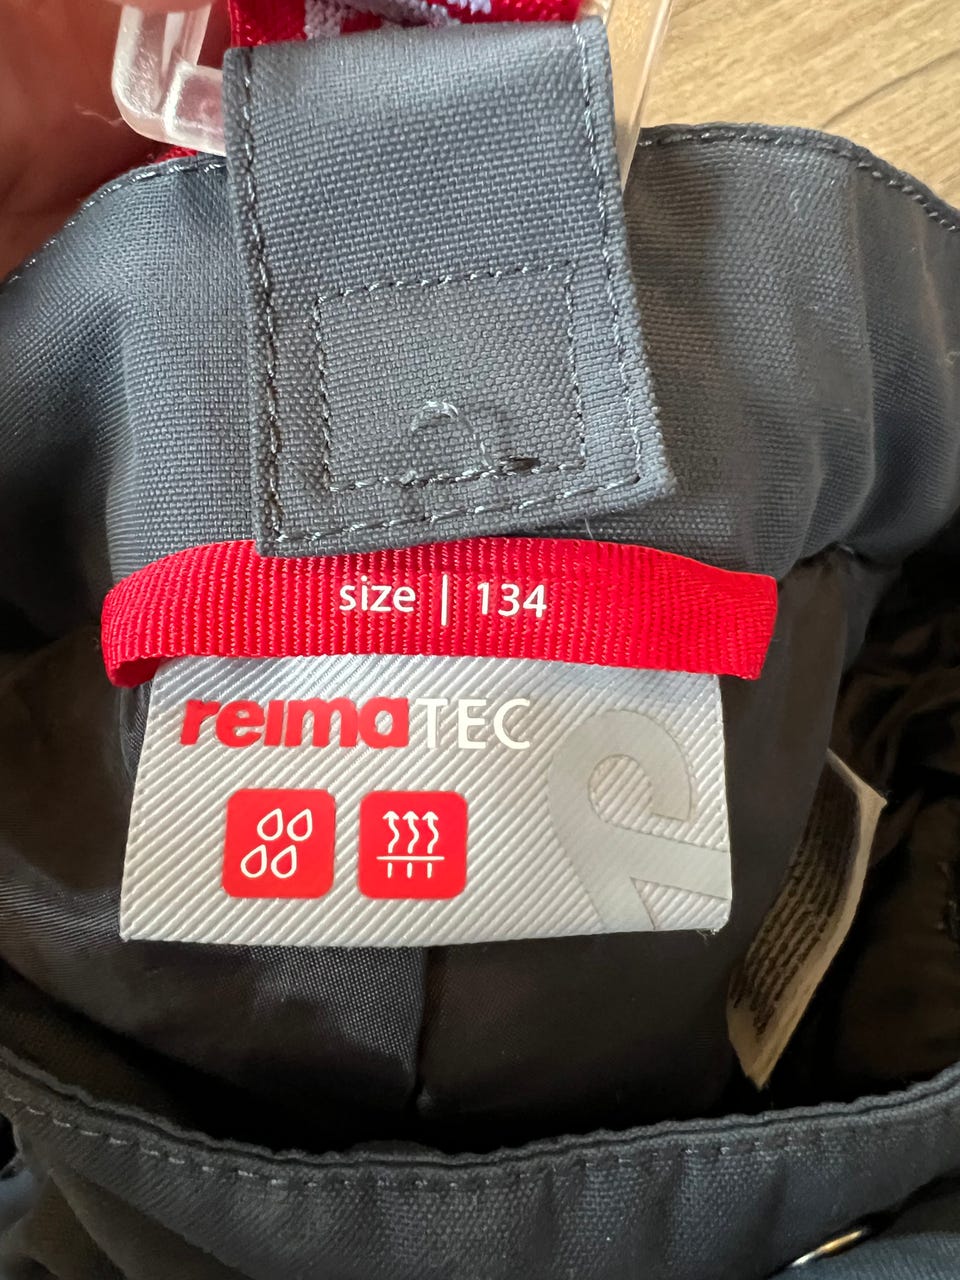 size | 134
reimaTEC